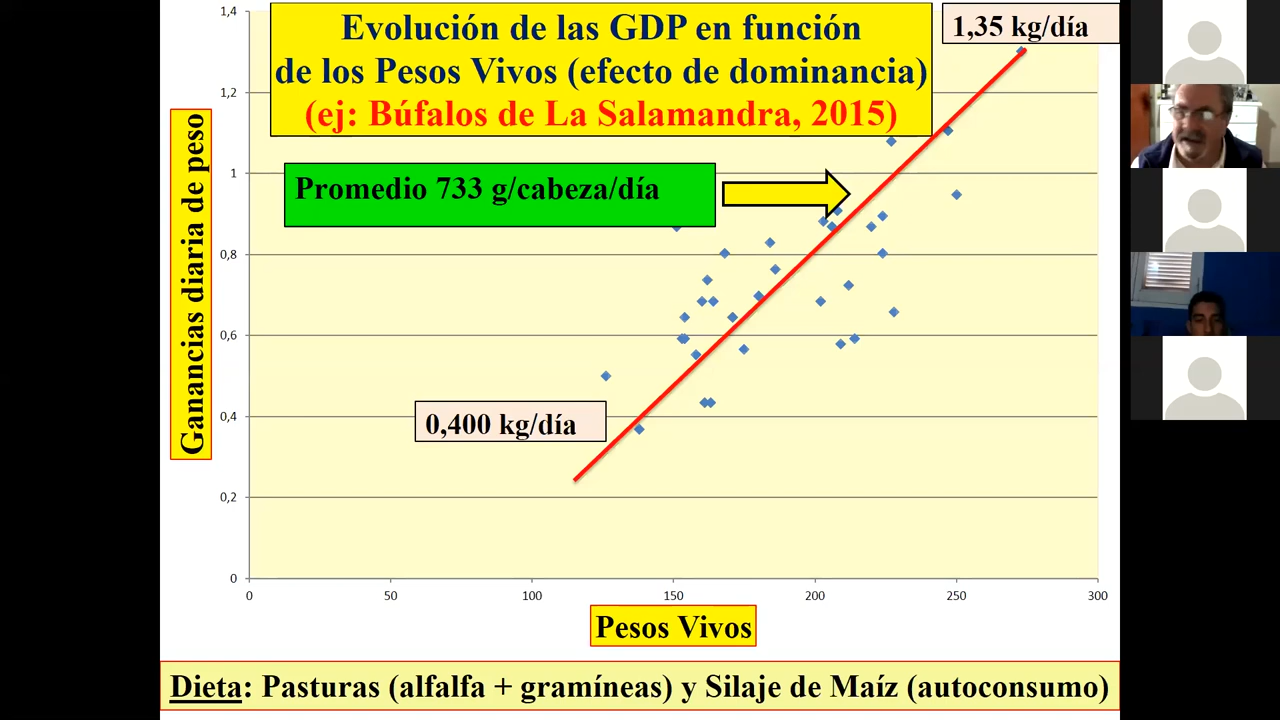 Evolución de las GDP en función
de los Pesos Vivos (efecto de dominancia)
(ej: Búfalos de La Salamandra, 2015)
1,35 kg/día
Promedio 733 g/cabeza/día
0,400 kg/día
Ganancias diaria de peso
1,4
1,2
1
0,8
0,6
0,4
0,2
0
0 50 100 150 200 250 300
Pesos Vivos
Dieta: Pasturas (alfalfa + gramíneas) y Silaje de Maíz (autoconsumo)